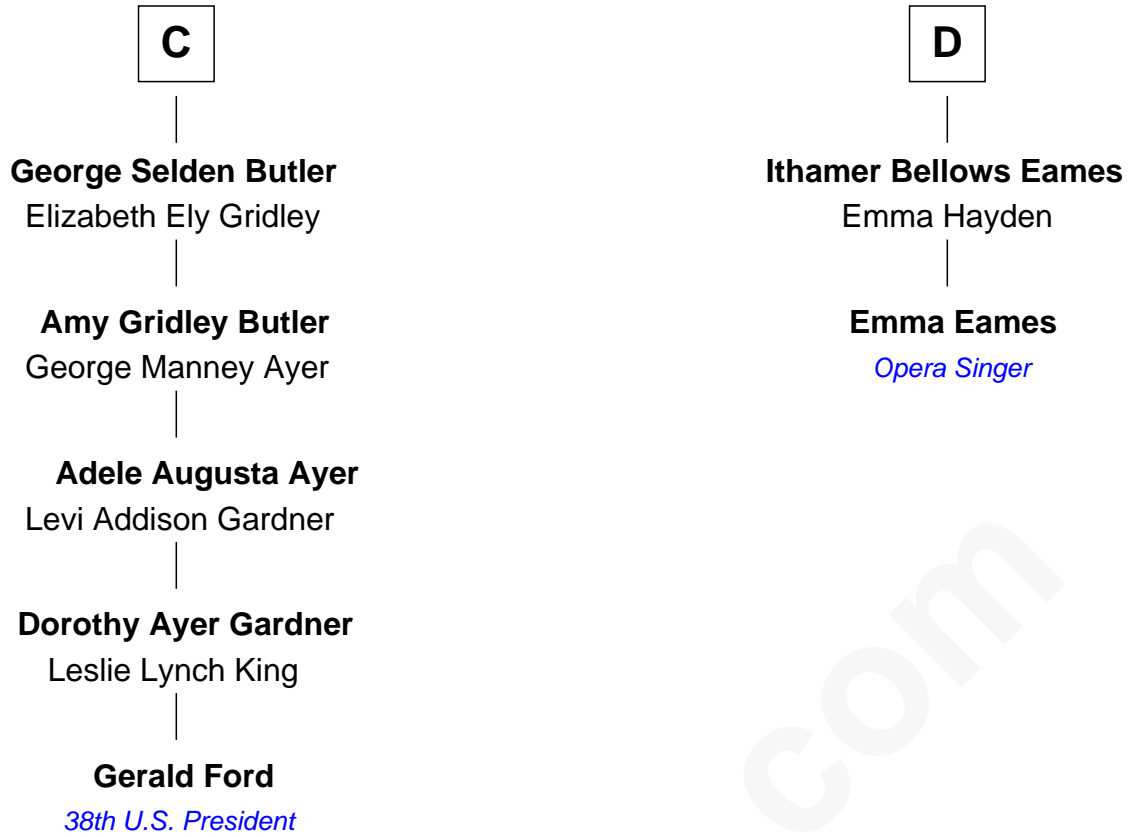 C
George Selden Butler
Elizabeth Ely Gridley
Amy Gridley Butler
George Manney Ayer
Adele Augusta Ayer
Levi Addison Gardner
Dorothy Ayer Gardner
Leslie Lynch King
Gerald Ford
38th U.S. President
D
Ithamer Bellows Eames
Emma Hayden
Emma Eames
Opera Singer
com